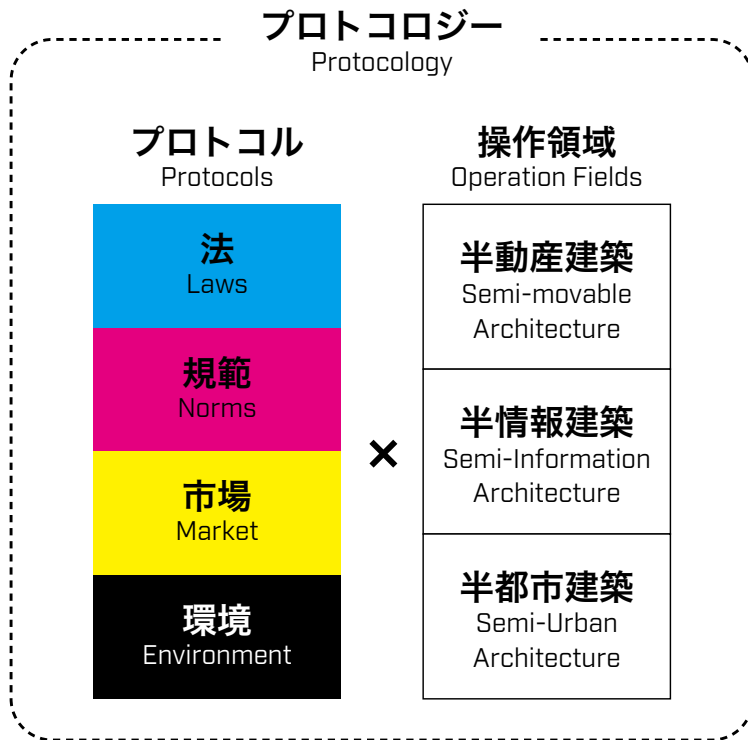 プロトコロジー
Protocology
プロトコル
Protocols
法
Laws
規範
Norms
市場
Market
環境
Environment
×
操作領域
Operation Fields
半動産建築
Semi-movable
Architecture
半情報建築
Semi-Information
Architecture
半都市建築
Semi-Urban
Architecture